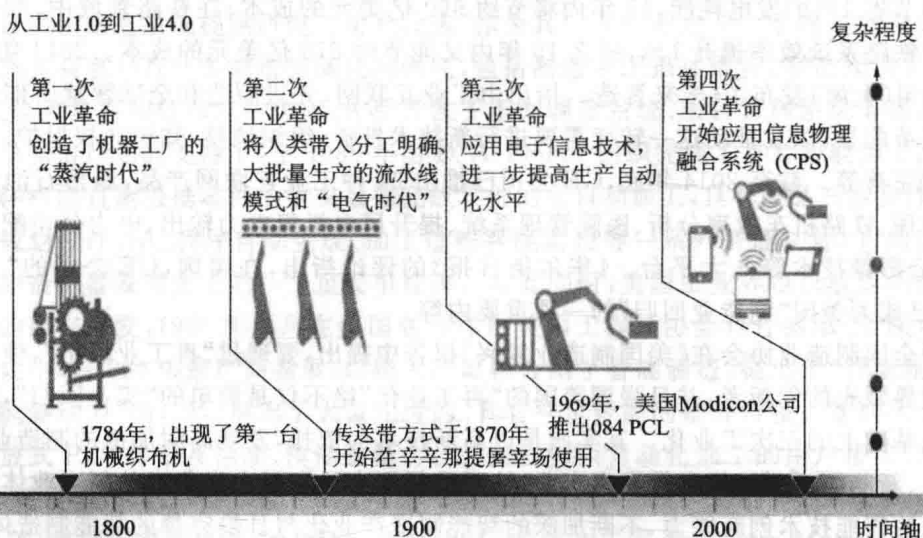 从工业1.0到工业4.0
复杂程度
第一次
工业革命
创造了机器工厂的
“蒸汽时代”
第二次
工业革命
将人类带入分工明确,
大批量生产的流水线
模式和“电气时代”
第三次
工业革命
应用电子信息技术,
进一步提高生产自动
化水平
第四次
工业革命
开始应用信息物理
融合系统 (CPS)
1784年，出现了第一台
机械织布机
传送带方式于1870年
开始在辛辛那提屠宰场使用
1969年，美国Modicon公司
推出084 PCL
1800
1900
2000
时间轴